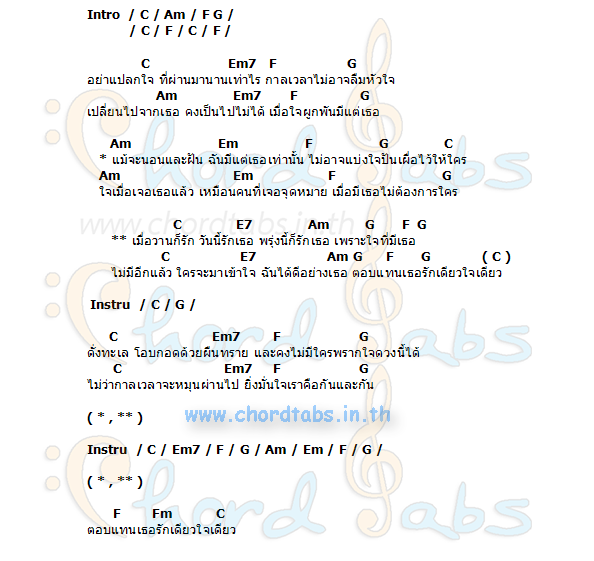 Intro / C / Am / F G /
/ C / F / C / F /
C Em7 F G
อย่าแปลกใจ ที่ผ่านมานานเท่าไร กาลเวลาไม่อาจลืมหัวใจ
Am Em7 F G
เปลี่ยนไปจากเธอ คงเป็นไปไม่ได้ เมื่อใจผูกพันมีแต่เธอ
Am Em F G C
* แม้จะนอนและฝัน ฉันมีแต่เธอเท่านั้น ไม่อาจแบ่งใจปันเผื่อไว้ให้ใคร
Am Em F G
ใจเมื่อเจอเธอแล้ว เหมือนคนที่เจอจุดหมาย เมื่อมีเธอไม่ต้องการใคร
www.chordtabs.in.th
C E7 Am G F G
** เมื่อวานก็รัก วันนี้รักเธอ พรุ่งนี้ก็รักเธอ เพราะใจที่มีเธอ
C E7 Am G F G ( C )
ไม่มีอีกแล้ว ใครจะมาเข้าใจ ฉันได้ดีอย่างเธอ ตอบแทนเธอรักเดียวใจเดียว
Instru / C / G /
C Em7 F G
ดั่งทะเล โอบกอดด้วยผืนทราย และคงไม่มีใครพรากใจดวงนี้ได้
C Em7 F G
ไม่ว่ากาลเวลาจะหมุนผ่านไป ยิ่งมั่นใจเราคือกันและกัน
( * , ** )
www.chordtabs.in.th
Instru / C / Em7 / F / G / Am / Em / F / G /
( * , ** )
F Fm C
ตอบแทนเธอรักเดียวใจเดียว